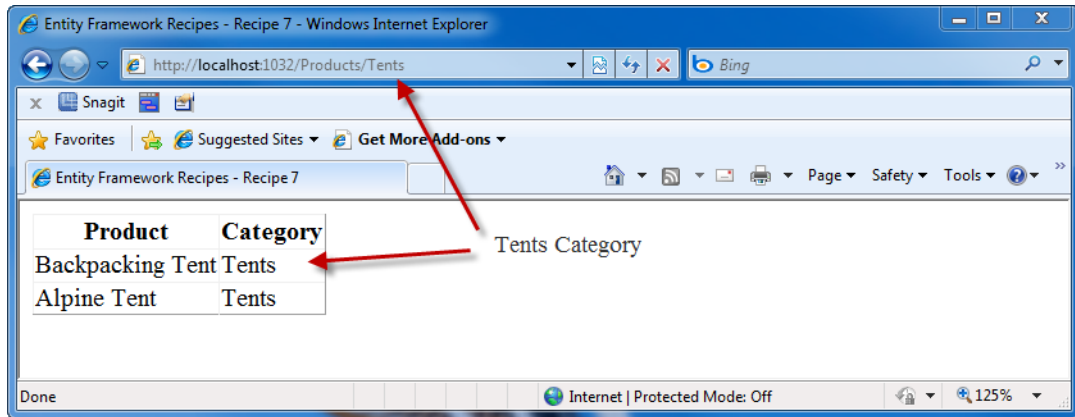 Entity Framework Recipes - Recipe 7 - Windows Internet Explorer
http://localhost:1032/Products/Tents
Bing
x Snagit
Favorites Suggested Sites Get More Add-ons
Entity Framework Recipes - Recipe 7
Page Safety Tools
Product Category
Backpacking Tent Tents
Alpine Tent Tents
Tents Category
Done
Internet | Protected Mode: Off
125%